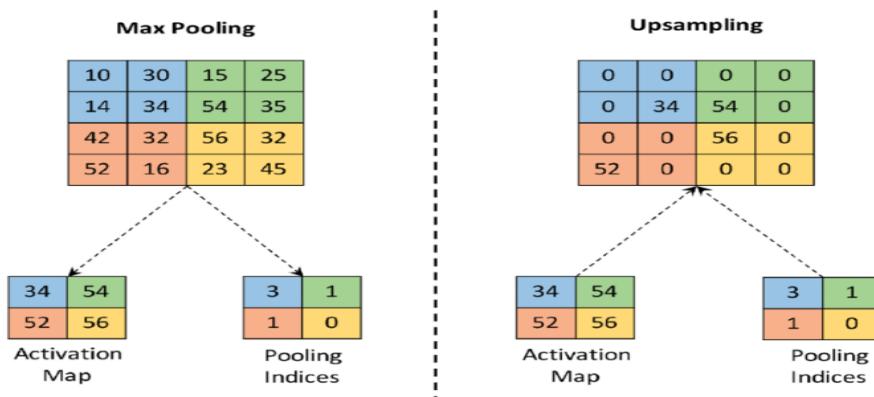 Max Pooling
10 30 15 25
14 34 54 35
42 32 56 32
52 16 23 45
34 54
52 56
Activation
Map
3 1
1 0
Pooling
Indices
Upsampling
0 0 0 0
0 34 54 0
0 0 56 0
52 0 0 0
34 54
52 56
Activation
Map
3 1
1 0
Pooling
Indices